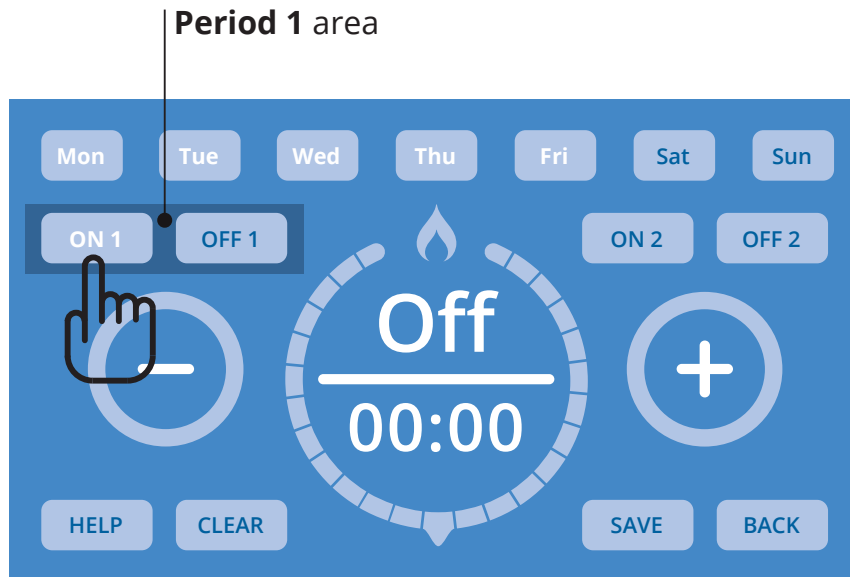 Period 1 area
Mon Tue Wed Thu Fri Sat Sun
ON 1 OFF 1 ON 2 OFF 2
Off
00:00
HELP CLEAR SAVE BACK